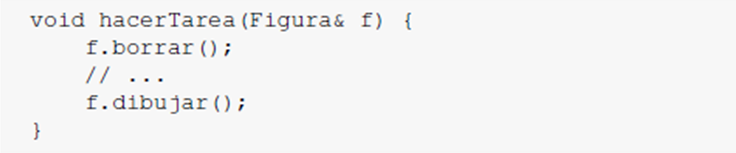 void hacerTarea(Figura& f) {
    f.borrar();
    // ...
    f.dibujar();
}